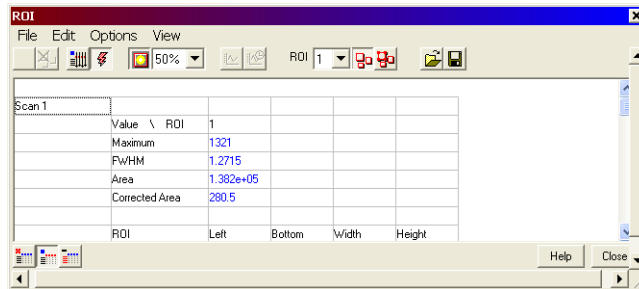 ROI
File Edit Options View
50% ROI 1
Scan 1
Value \ ROI 1
Maximum 1321
FWHM 1.2715
Area 1.382e+05
Corrected Area 280.5
ROI Left Bottom Width Height
Help Close